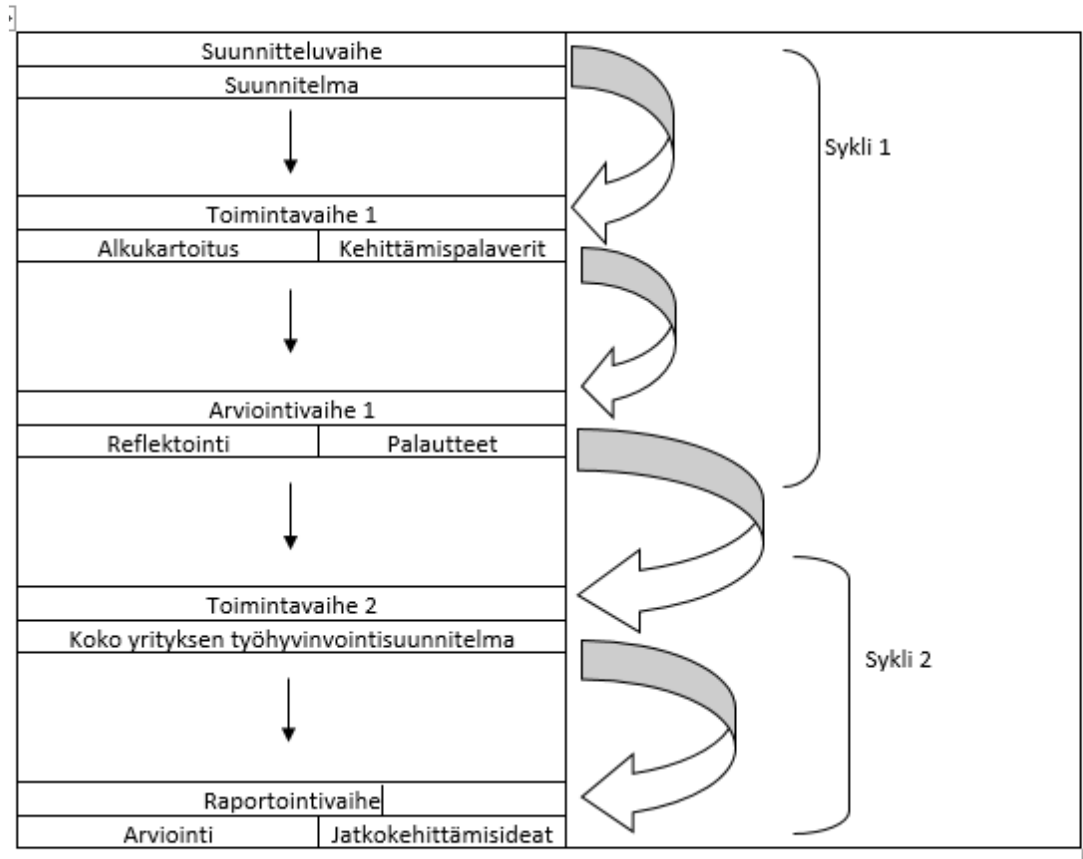 Suunnitteluvaihe
Suunnitelma
Sykli 1
Toimintavaihe 1
Alkukartoitus Kehittämispalaverit
Arviointivaihe 1
Reflektointi Palautteet
Toimintavaihe 2
Koko yrityksen työhyvinvointisuunnitelma
Sykli 2
Raportointivaihe
Arviointi Jatkokehittämisideat